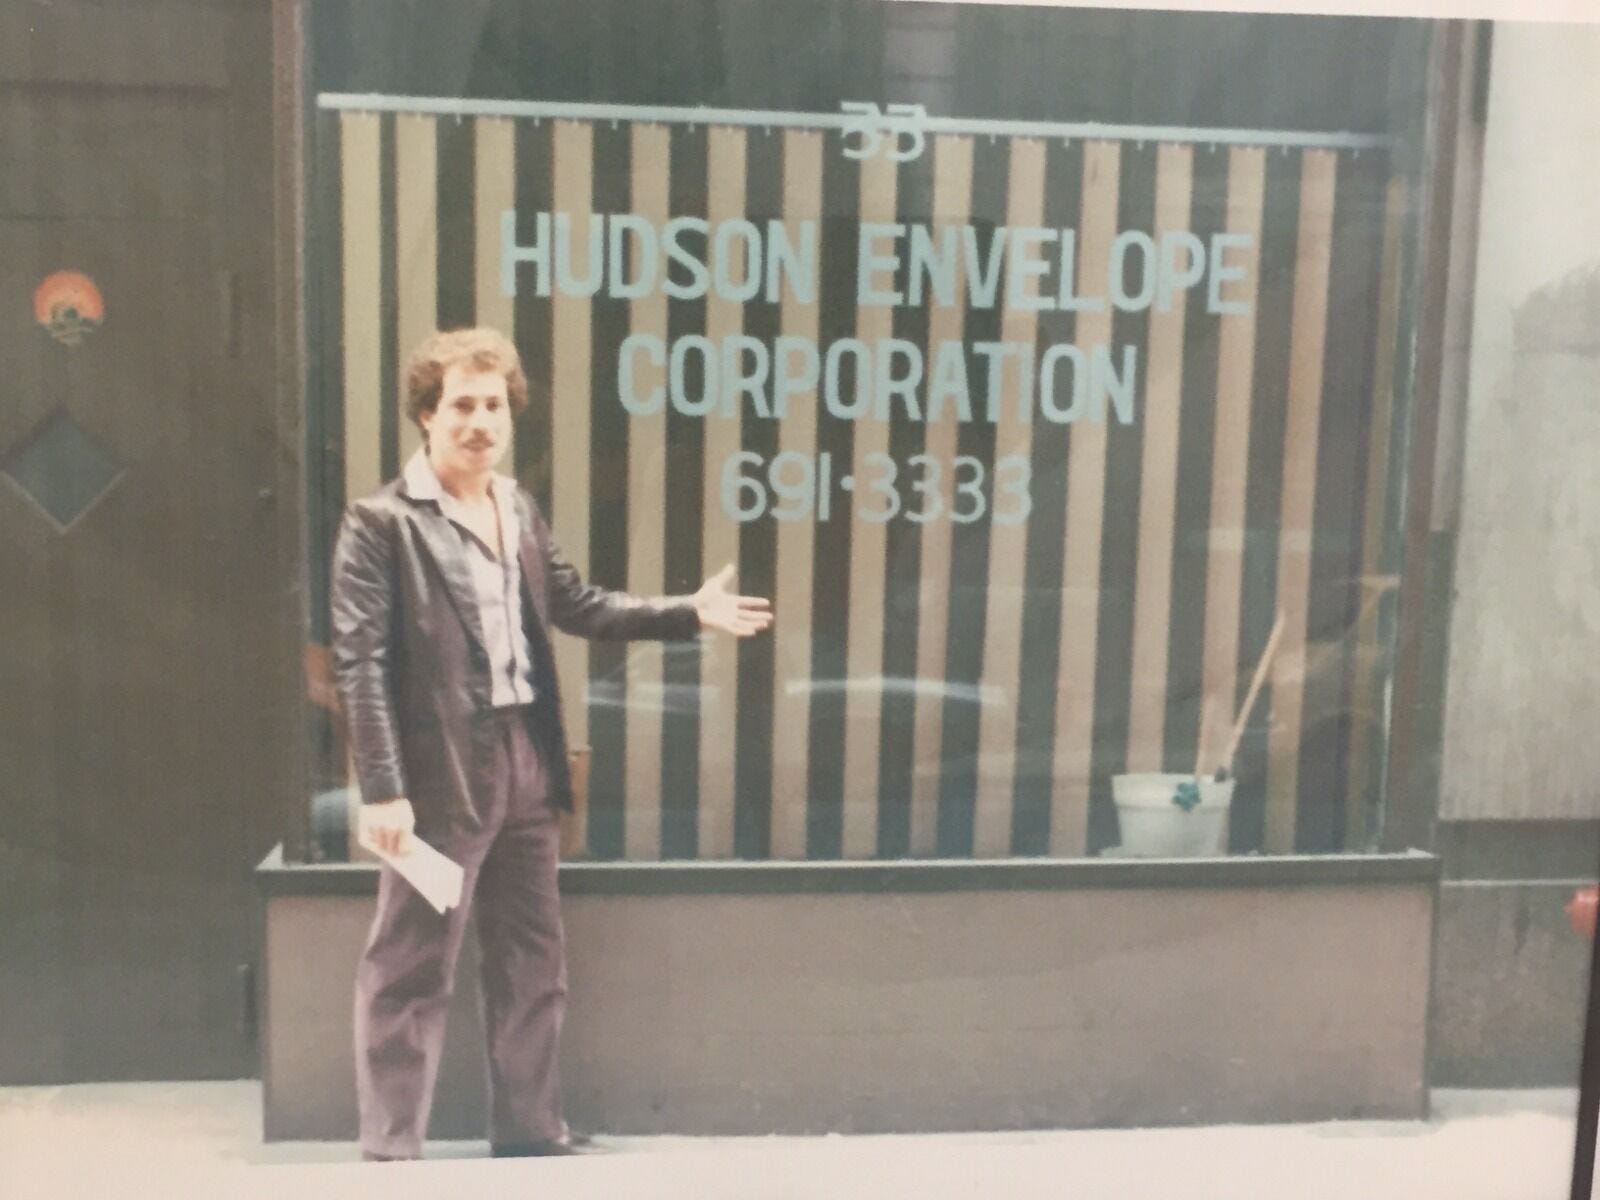 33
HUDSON ENVELOPE
CORPORATION
691·3333